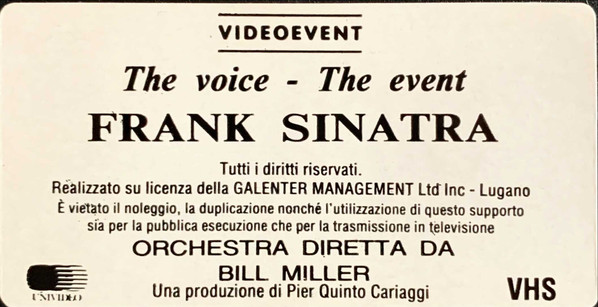 VIDEOEVENT
The voice - The event
FRANK SINATRA
Tutti i diritti riservati.
Realizzato su licenza della GALENTER MANAGEMENT Ltd Inc - Lugano
È vietato il noleggio, la duplicazione nonché l'utilizzazione di questo supporto
sia per la pubblica esecuzione che per la trasmissione in televisione
ORCHESTRA DIRETTA DA
BILL MILLER
Una produzione di Pier Quinto Cariaggi
UNIVIDEO
VHS